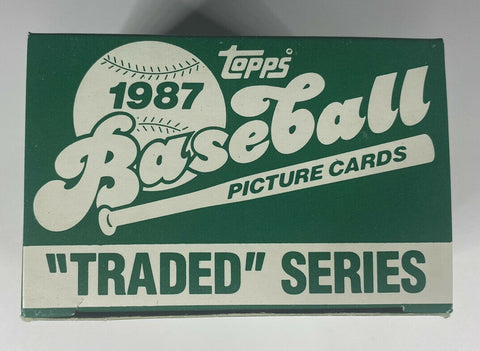 topps
1987
Baseball
PICTURE CARDS
"TRADED" SERIES